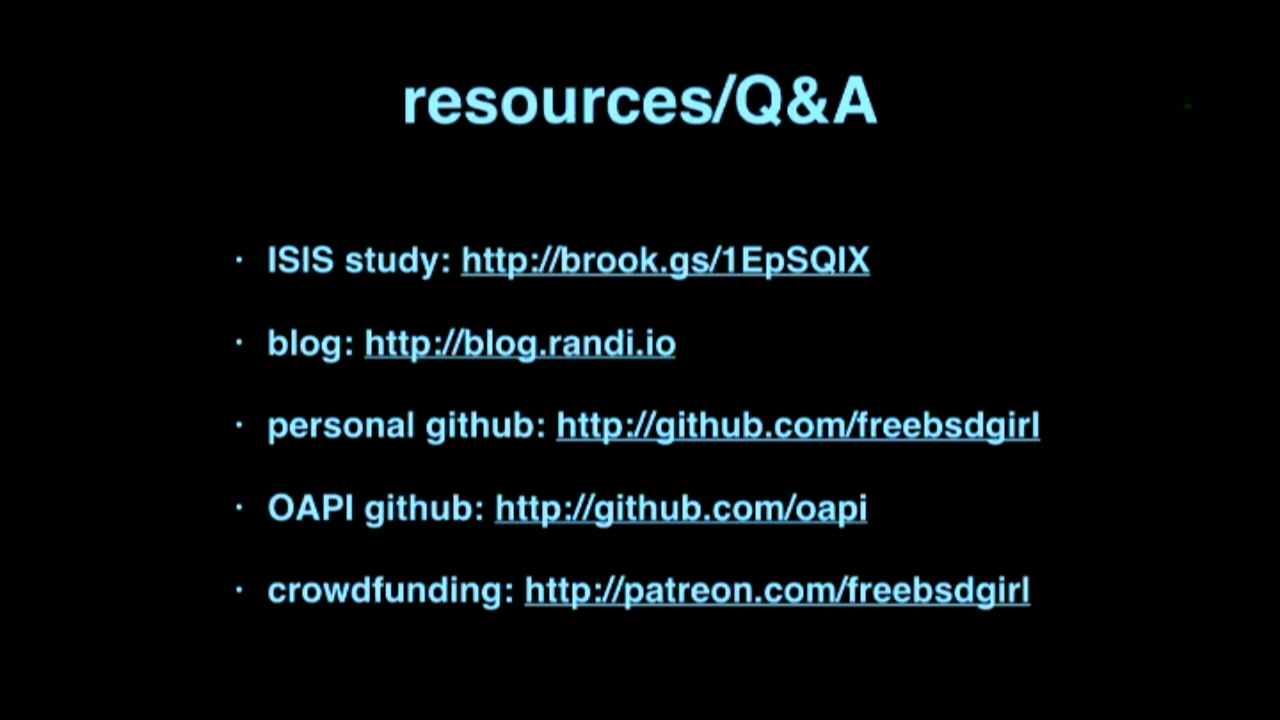 resources/Q&A
· ISIS study: http://brook.gs/1EpSQIX
· blog: http://blog.randi.io
· personal github: http://github.com/freebsdgirl
· OAPI github: http://github.com/oapi
· crowdfunding: http://patreon.com/freebsdgirl